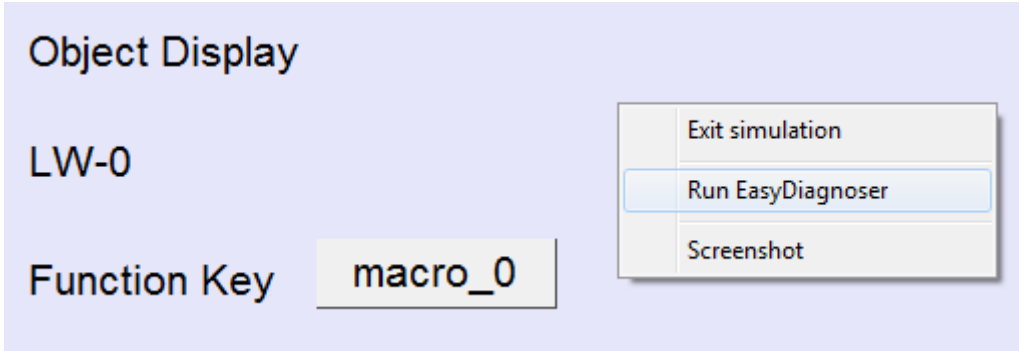 Object Display
LW-0
Function Key
macro_0
Exit simulation
Run EasyDiagnoser
Screenshot